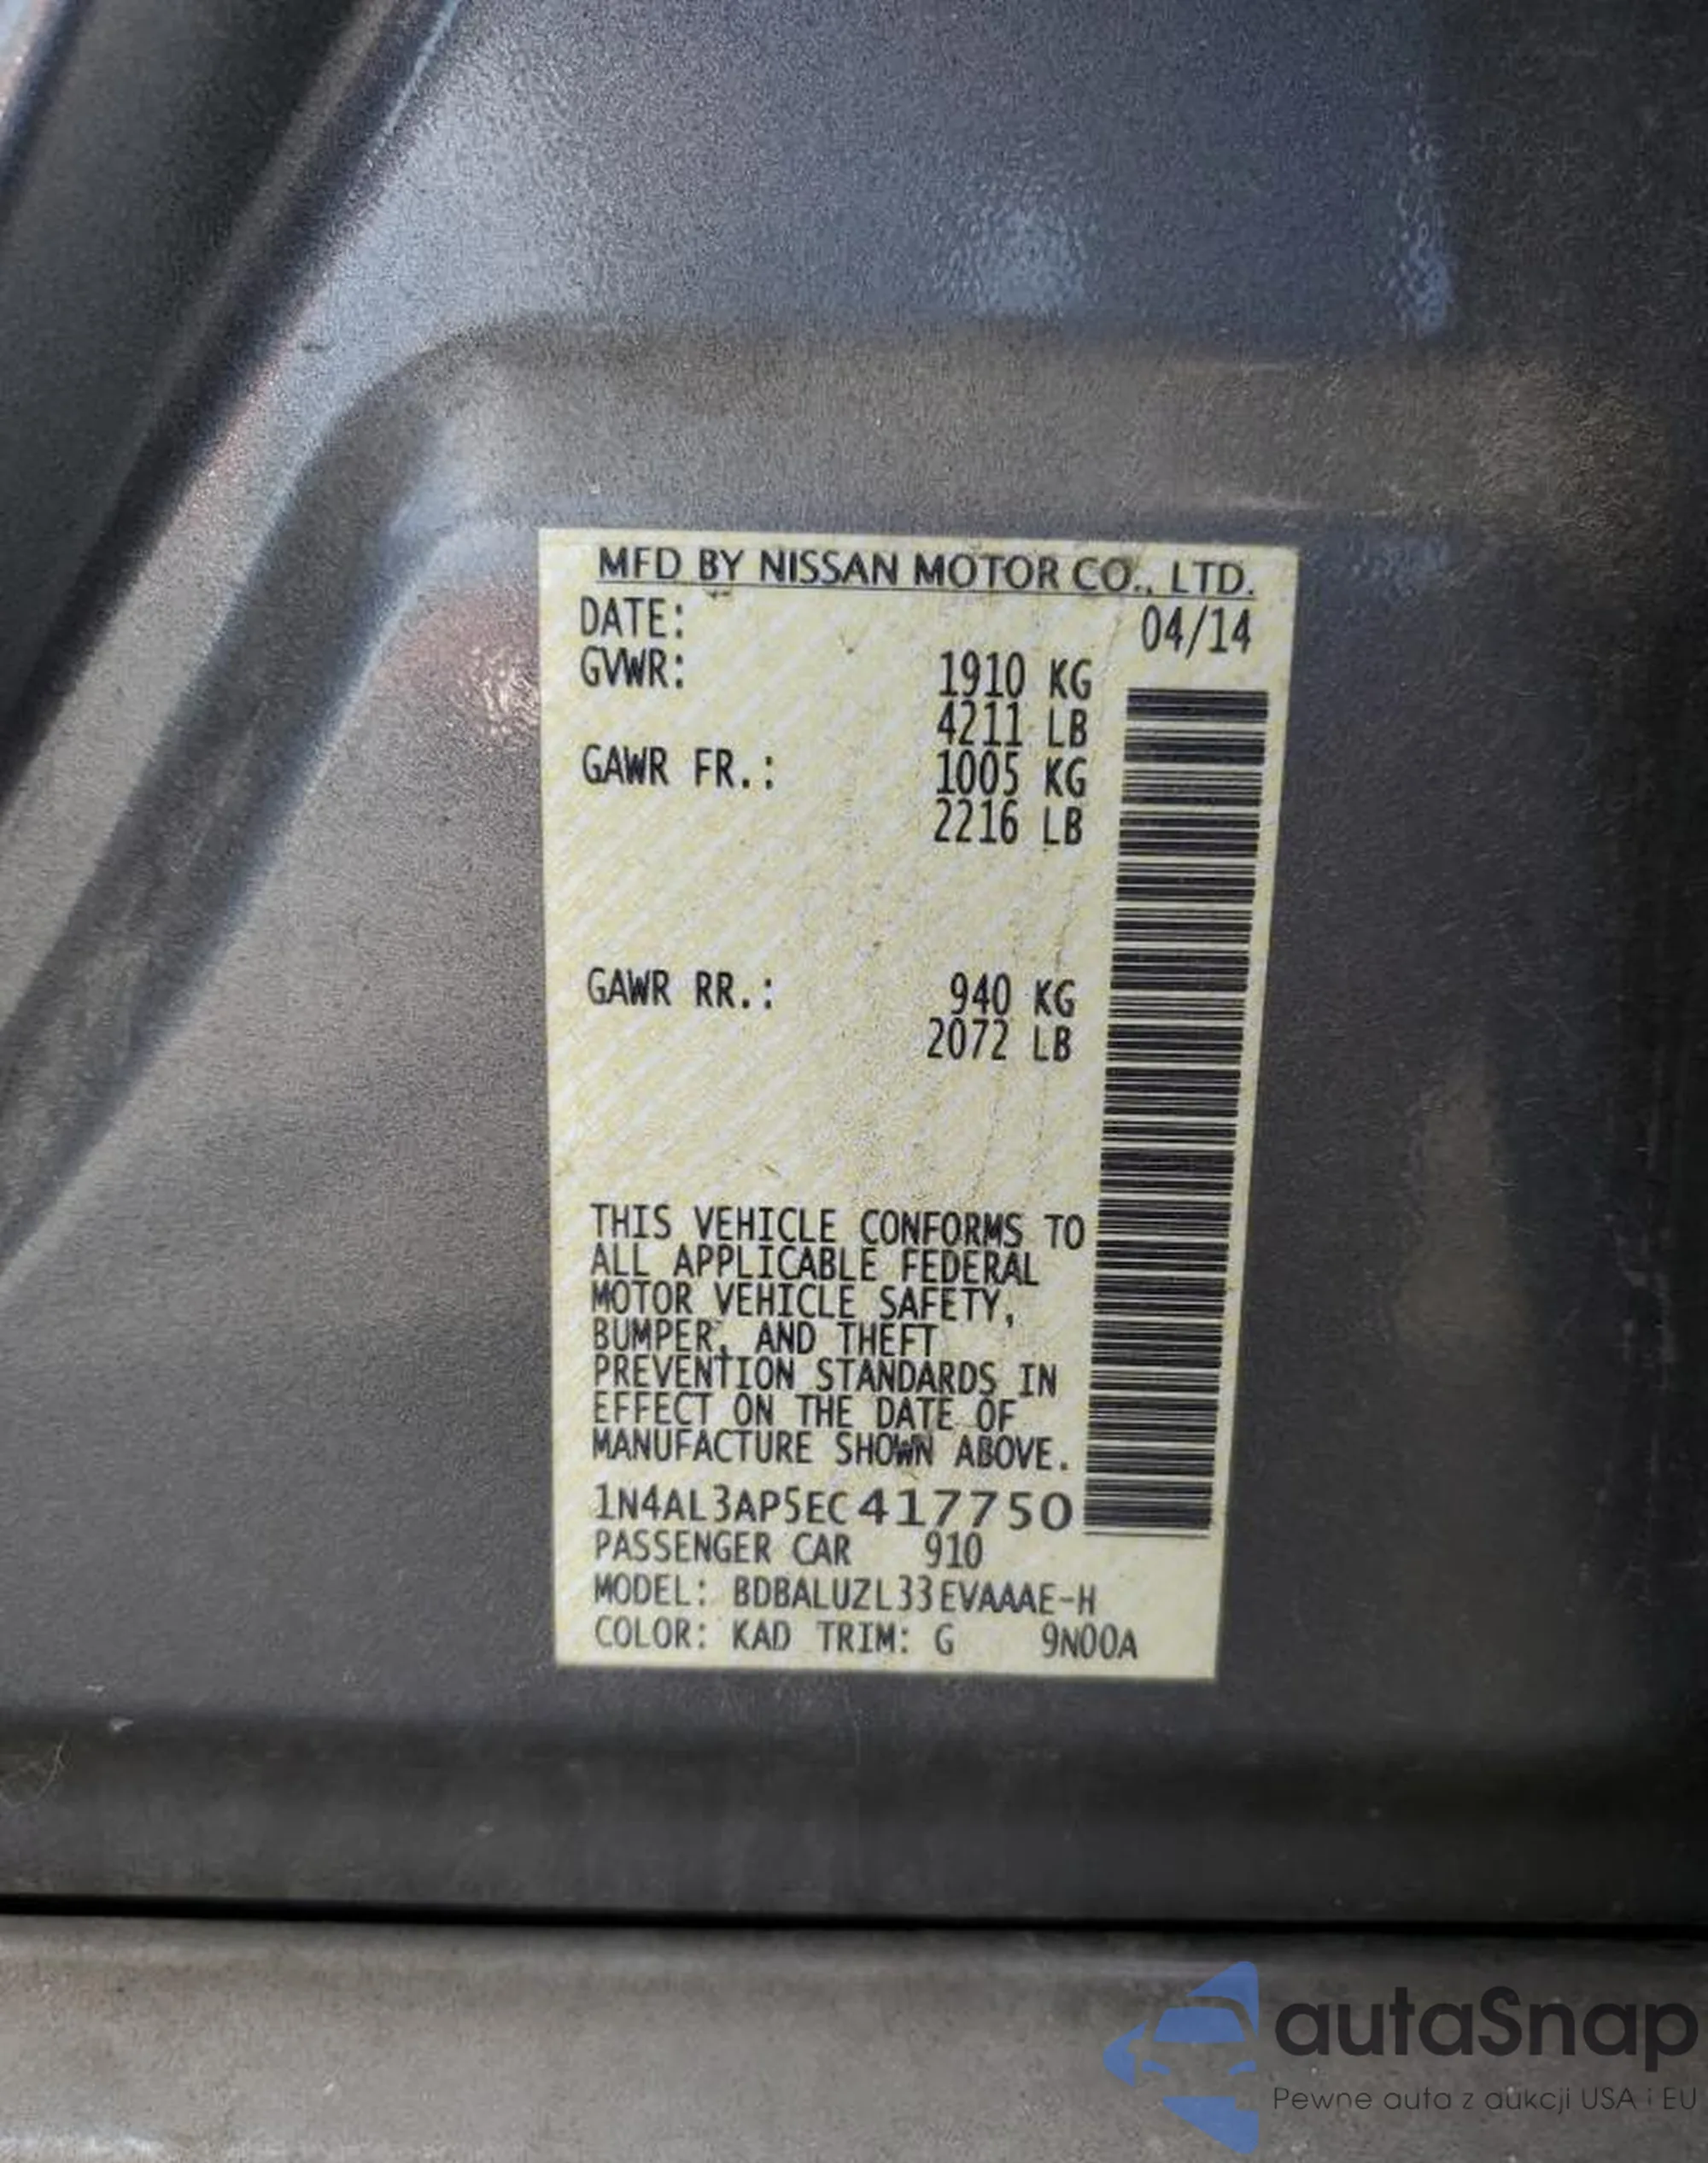 MFD BY NISSAN MOTOR CO., LTD.
DATE: 04/14
GVWR: 1910 KG
4211 LB
GAWR FR.: 1005 KG
2216 LB
GAWR RR.: 940 KG
2072 LB
THIS VEHICLE CONFORMS TO
ALL APPLICABLE FEDERAL
MOTOR VEHICLE SAFETY,
BUMPER, AND THEFT
PREVENTION STANDARDS IN
EFFECT ON THE DATE OF
MANUFACTURE SHOWN ABOVE.
1N4AL3AP5EC417750
PASSENGER CAR 910
MODEL: BDBALUZL33EVAAAE-H
COLOR: KAD TRIM: G 9N00A
autaSnap
Pewne auta z aukcji USA i EU